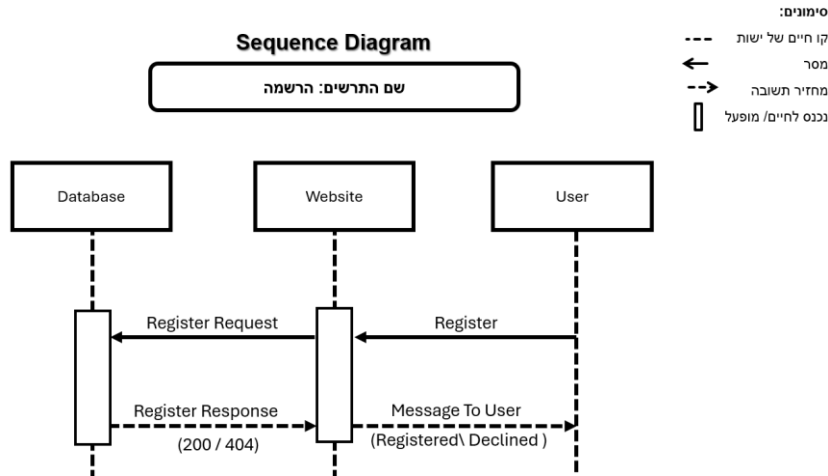 סימונים:
קו חיים של ישות
מסר
מחזיר תשובה
נכנס לחיים/ מופעל
Sequence Diagram
שם התרשים: הרשמה
Database
Website
User
Register Request
Register
Register Response
(200 / 404)
Message To User
(Registered\ Declined )